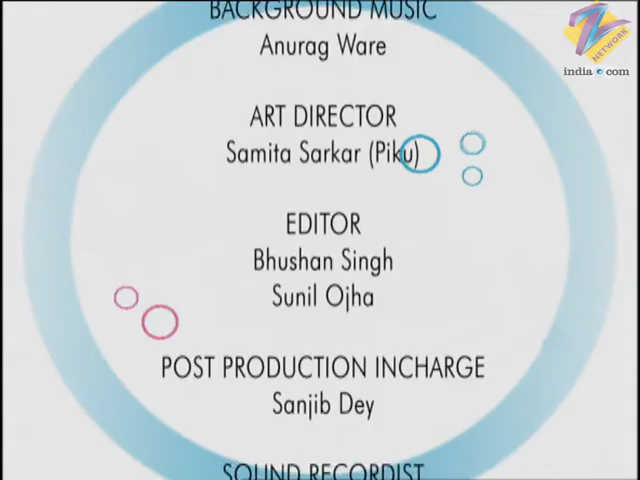 BACKGROUND MUSIC
Anurag Ware
ART DIRECTOR
Samita Sarkar (Piku)
EDITOR
Bhushan Singh
Sunil Ojha
POST PRODUCTION INCHARGE
Sanjib Dey
SOUND RECORDIST
Z NETWORK
india.com